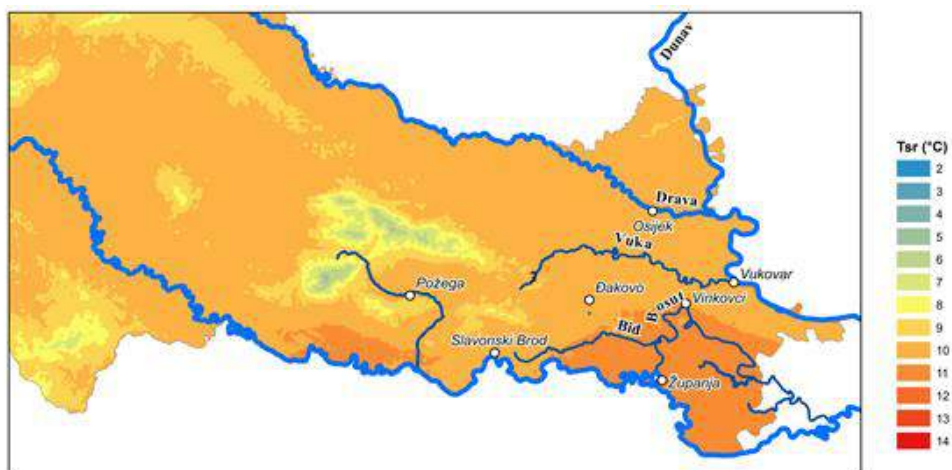 Dunav
Drava
Osijek
Vuka
Vukovar
Požega
Đakovo
Bosut
Vinkovci
Bid
Slavonski Brod
Županja
Tsr (°C)
2
3
4
5
6
7
8
9
10
11
12
13
14